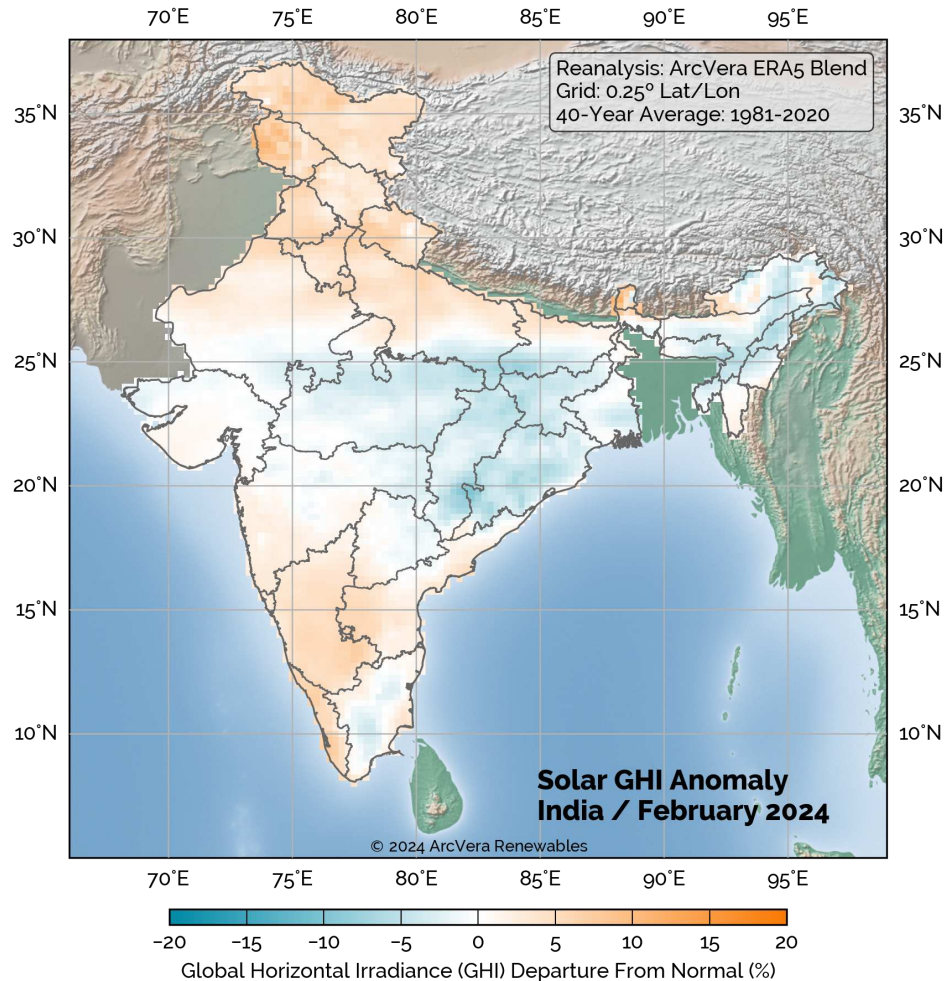 70°E 75°E 80°E 85°E 90°E 95°E
Reanalysis: ArcVera ERA5 Blend
Grid: 0.25º Lat/Lon
40-Year Average: 1981-2020
35°N 35°N
30°N 30°N
25°N 25°N
20°N 20°N
15°N 15°N
10°N 10°N
Solar GHI Anomaly
India / February 2024
© 2024 ArcVera Renewables
70°E 75°E 80°E 85°E 90°E 95°E
−20 −15 −10 −5 0 5 10 15 20
Global Horizontal Irradiance (GHI) Departure From Normal (%)